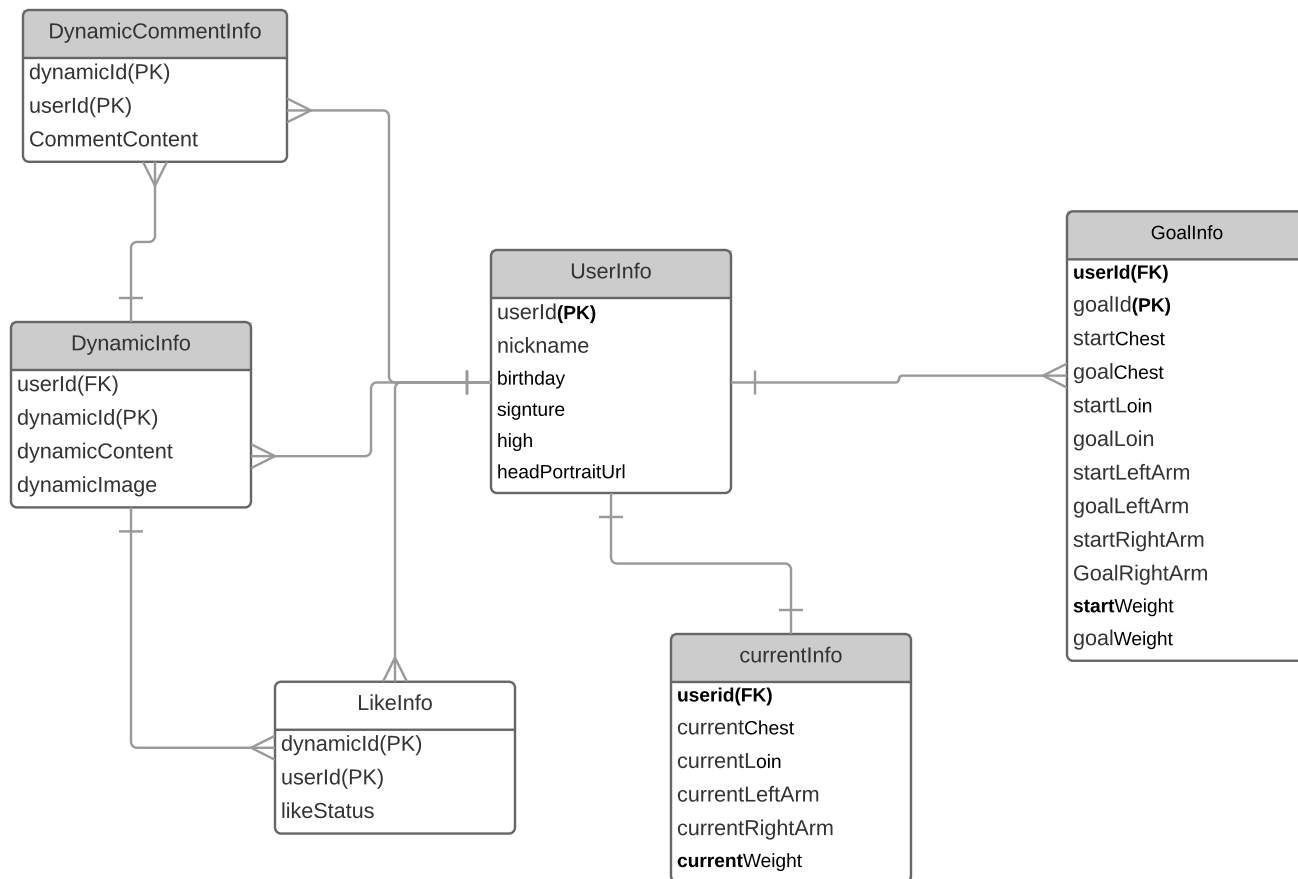 DynamicCommentInfo
dynamicId(PK)
userId(PK)
CommentContent
DynamicInfo
userId(FK)
dynamicId(PK)
dynamicContent
dynamicImage
UserInfo
userId(PK)
nickname
birthday
signture
high
headPortraitUrl
GoalInfo
userId(FK)
goalId(PK)
startChest
goalChest
startLoin
goalLoin
startLeftArm
goalLeftArm
startRightArm
GoalRightArm
startWeight
goalWeight
LikeInfo
dynamicId(PK)
userId(PK)
likeStatus
currentInfo
userid(FK)
currentChest
currentLoin
currentLeftArm
currentRightArm
currentWeight